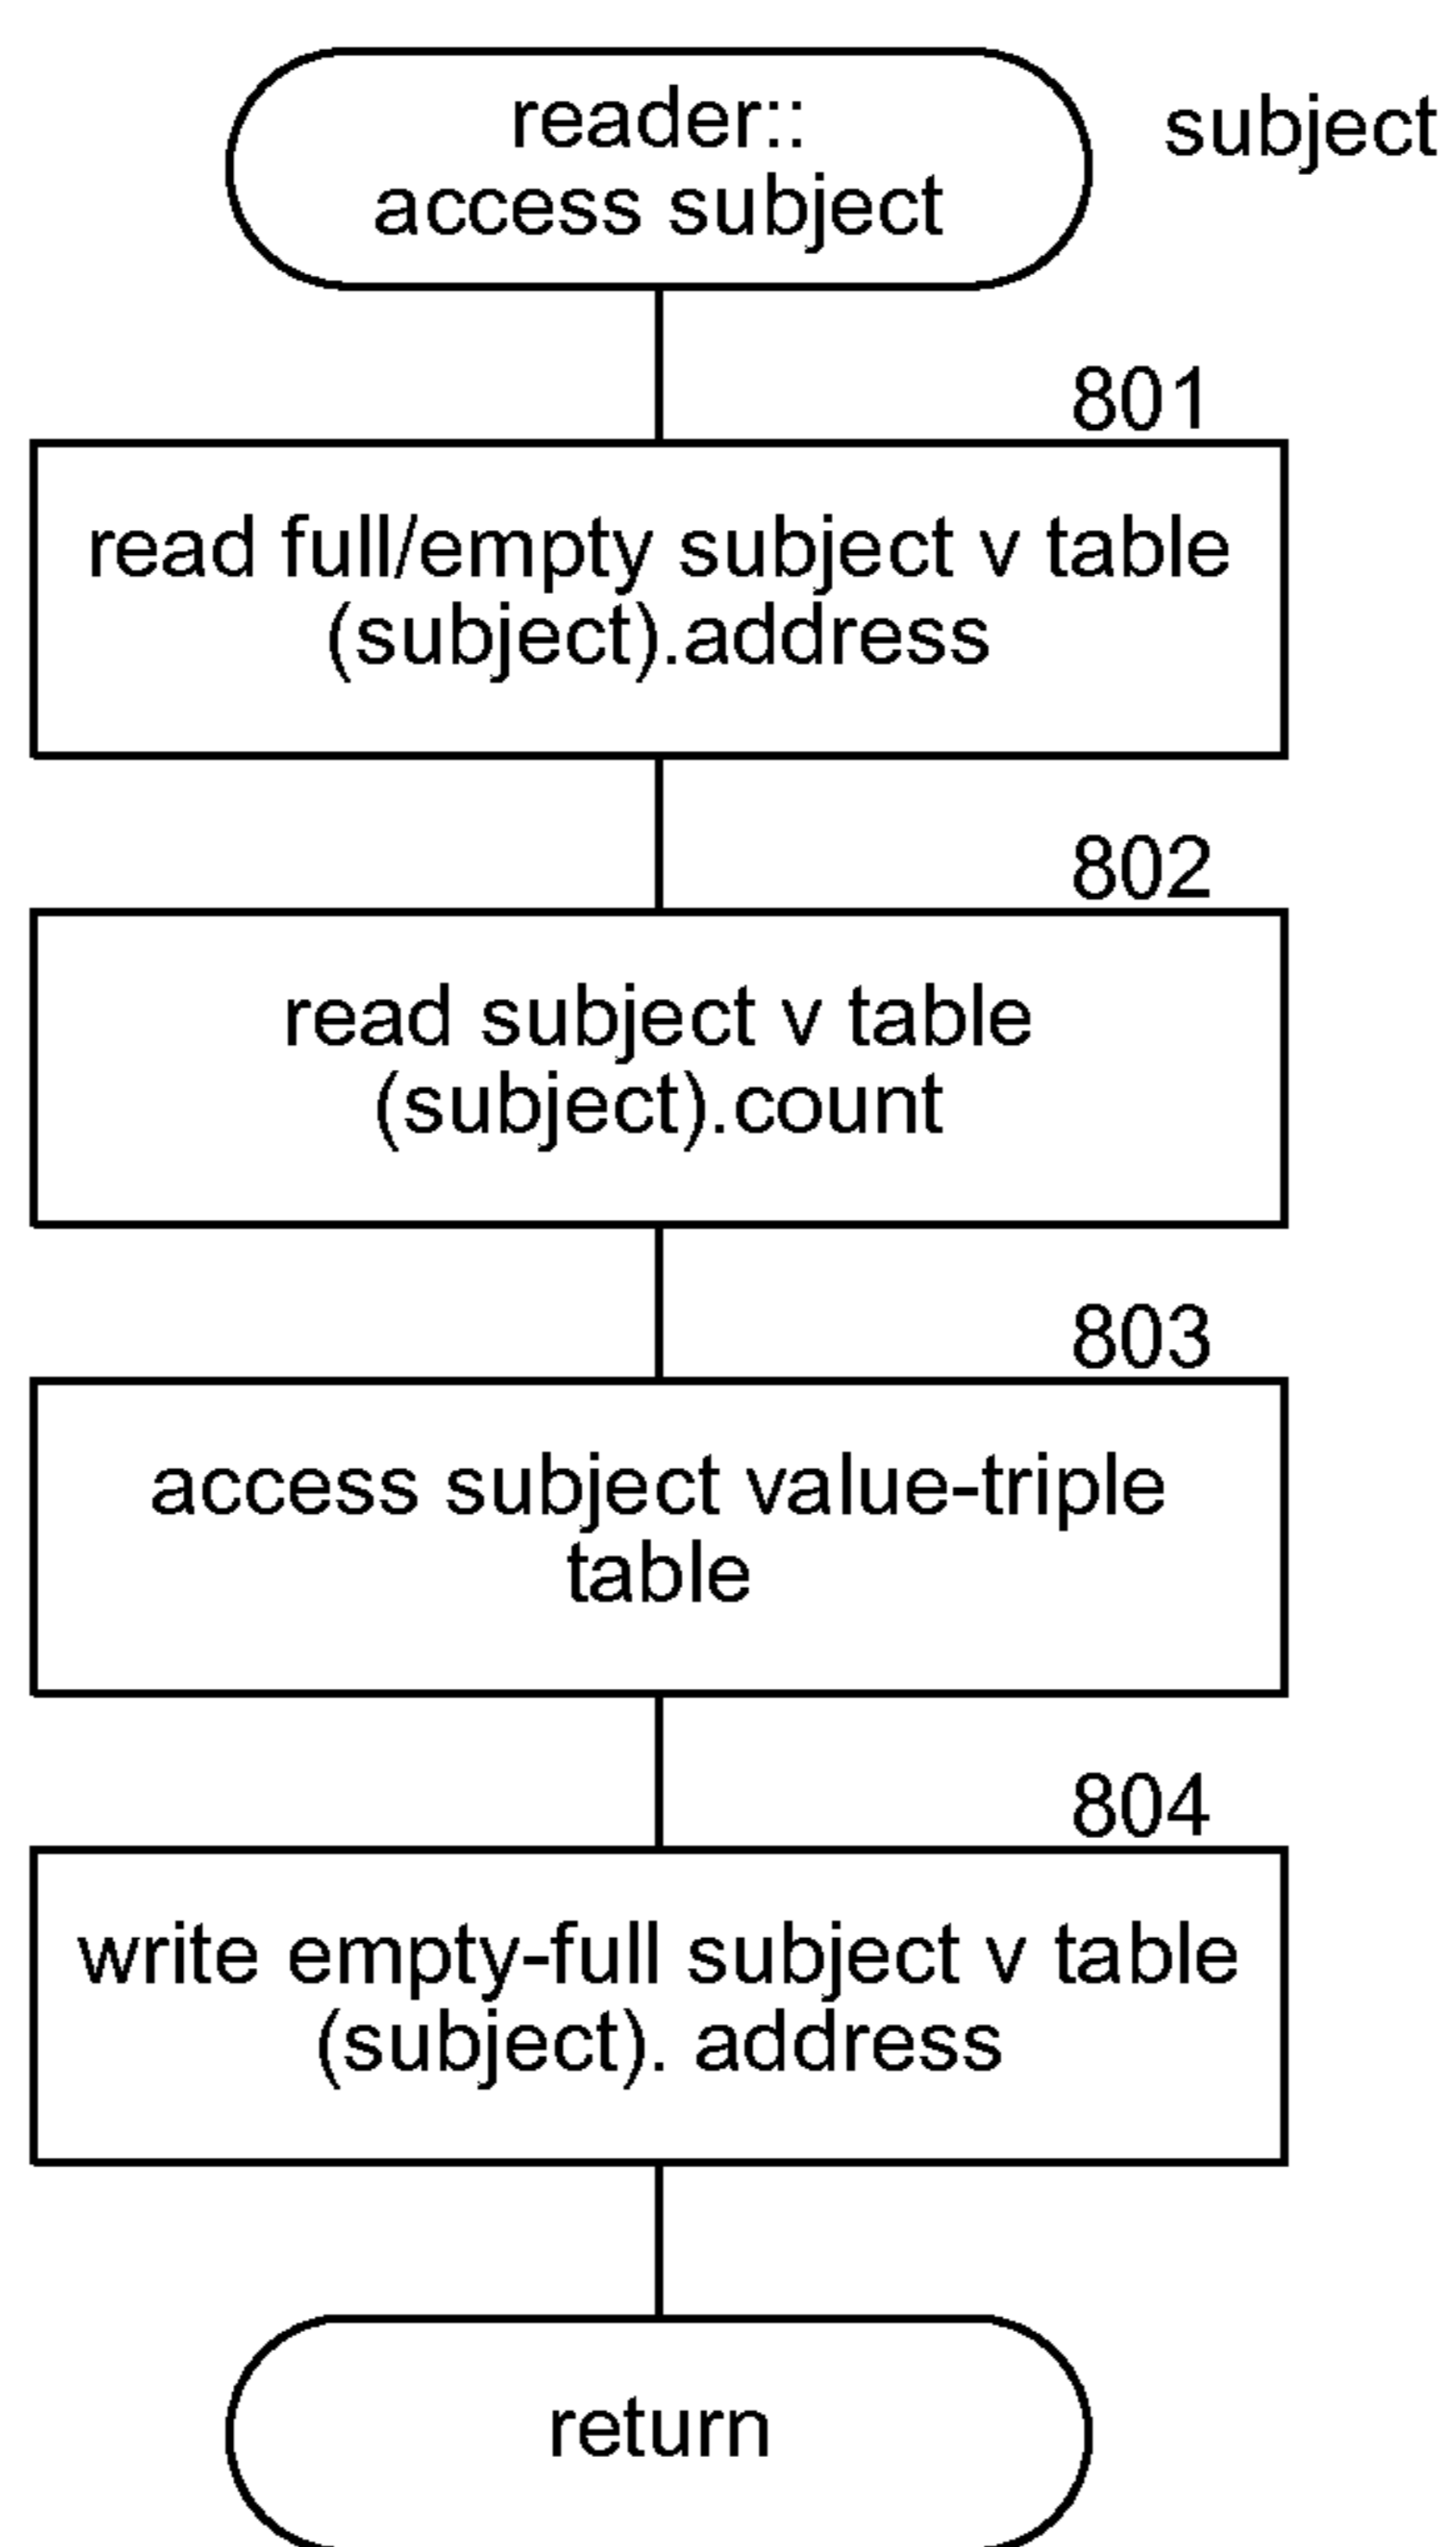 reader::
access subject
subject
801
read full/empty subject v table
(subject).address
802
read subject v table
(subject).count
803
access subject value-triple
table
804
write empty-full subject v table
(subject). address
return